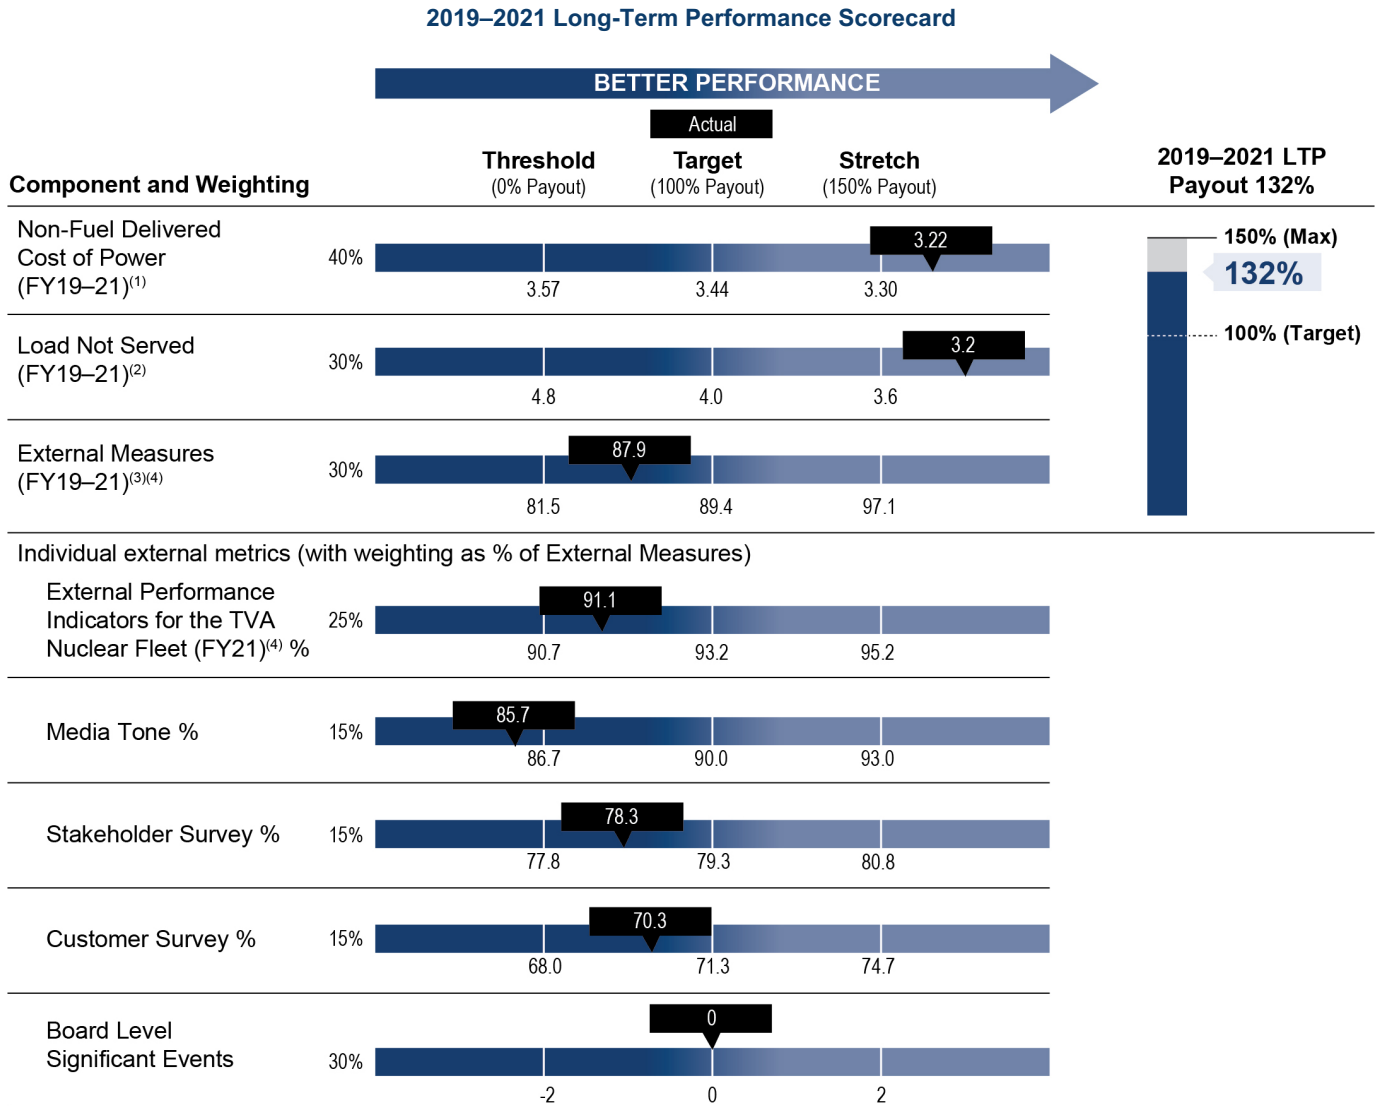 2019–2021 Long-Term Performance Scorecard
BETTER PERFORMANCE
Actual
Threshold Target Stretch
(0% Payout) (100% Payout) (150% Payout)
2019–2021 LTP
Payout 132%
Component and Weighting
Non-Fuel Delivered
Cost of Power
(FY19–21)(1)
40%
3.22
3.57 3.44 3.30
150% (Max)
132%
100% (Target)
Load Not Served
(FY19–21)(2)
30%
3.2
4.8 4.0 3.6
External Measures
(FY19–21)(3)(4)
30%
87.9
81.5 89.4 97.1
Individual external metrics (with weighting as % of External Measures)
External Performance
Indicators for the TVA
Nuclear Fleet (FY21)(4) %
25%
91.1
90.7 93.2 95.2
Media Tone %
15%
85.7
86.7 90.0 93.0
Stakeholder Survey %
15%
78.3
77.8 79.3 80.8
Customer Survey %
15%
70.3
68.0 71.3 74.7
Board Level
Significant Events
30%
0
-2 0 2